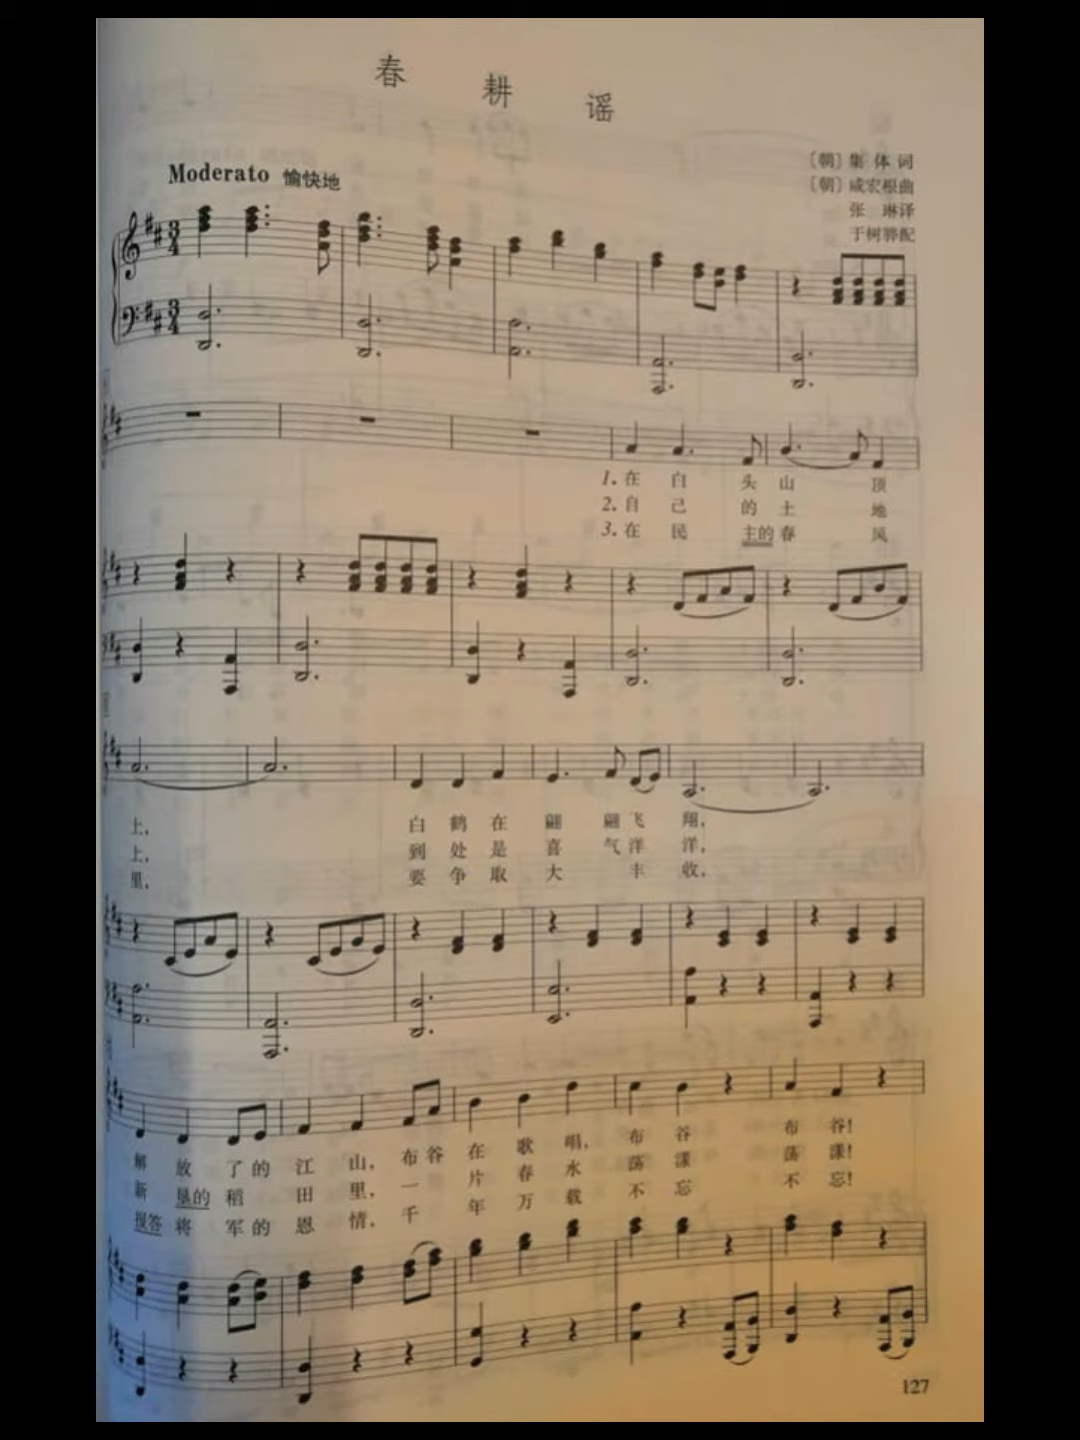 春 耕 谣
Moderato 愉快地
〔朝〕集 体 词
〔朝〕咸宏根曲
张 琳译
于树骅配
3 4
3 4
1. 在 白 头 山 顶
2. 自 己 的 土 地
3. 在 民 主的 春 风
上, 白 鹤 在 翩 翩 飞 翔,
上, 到 处 是 喜 气 洋 洋,
里, 要 争 取 大 丰 收,
解 放 了 的 江 山, 布 谷 在 歌 唱, 布 谷 布 谷!
新 垦的 稻 田 里, 一 片 春 水 荡 漾 荡 漾!
报答 将 军 的 恩 情, 千 年 万 载 不 忘 不 忘!
127